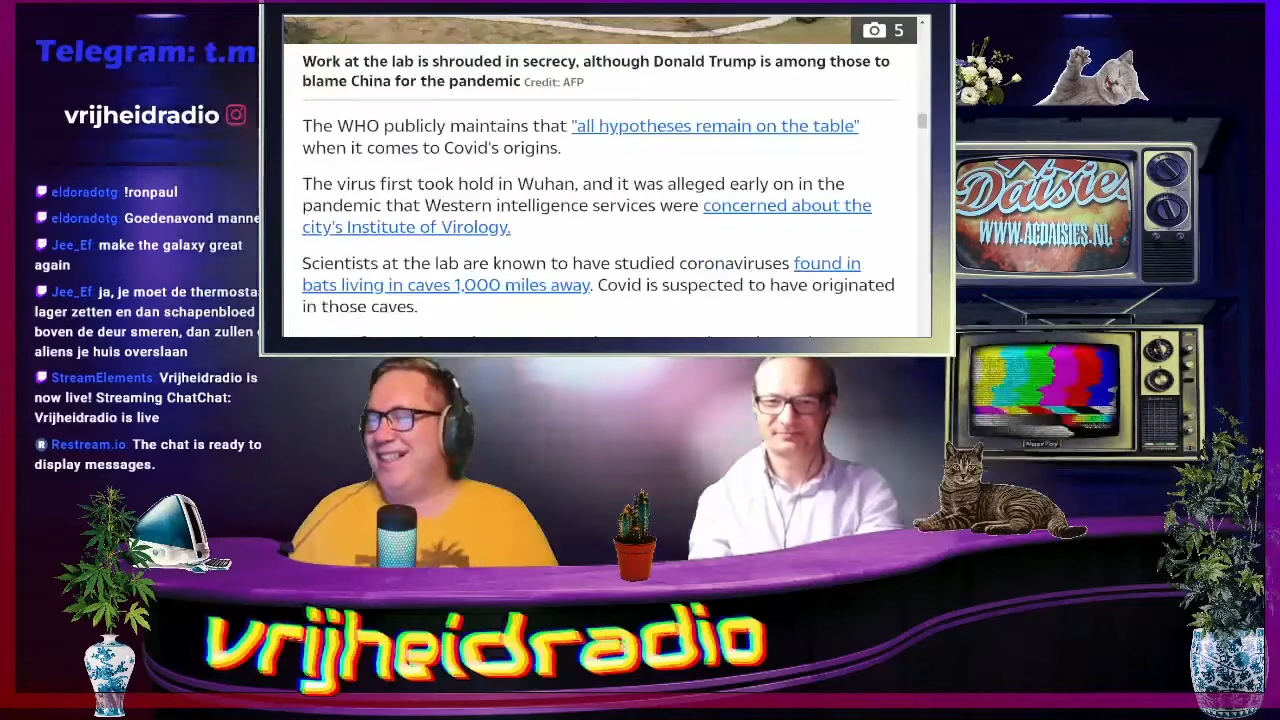 Telegram: t.m
vrijheidradio
eldoradotg: !ronpaul
eldoradotg: Goedenavond manne
Jee_Ef: make the galaxy great
again
Jee_Ef: ja, je moet de thermosta
lager zetten en dan schapenbloed
boven de deur smeren, dan zullen
aliens je huis overslaan
StreamElements: Vrijheidradio is
now live! Streaming ChatChat:
Vrijheidradio is live
R Restream.io: The chat is ready to
display messages.
5
Work at the lab is shrouded in secrecy, although Donald Trump is among those to
blame China for the pandemic Credit: AFP
The WHO publicly maintains that "all hypotheses remain on the table"
when it comes to Covid's origins.
The virus first took hold in Wuhan, and it was alleged early on in the
pandemic that Western intelligence services were concerned about the
city's Institute of Virology.
Scientists at the lab are known to have studied coronaviruses found in
bats living in caves 1,000 miles away. Covid is suspected to have originated
in those caves.
Daisies
WWW.ACDAISIES.NL
vrijheidradio